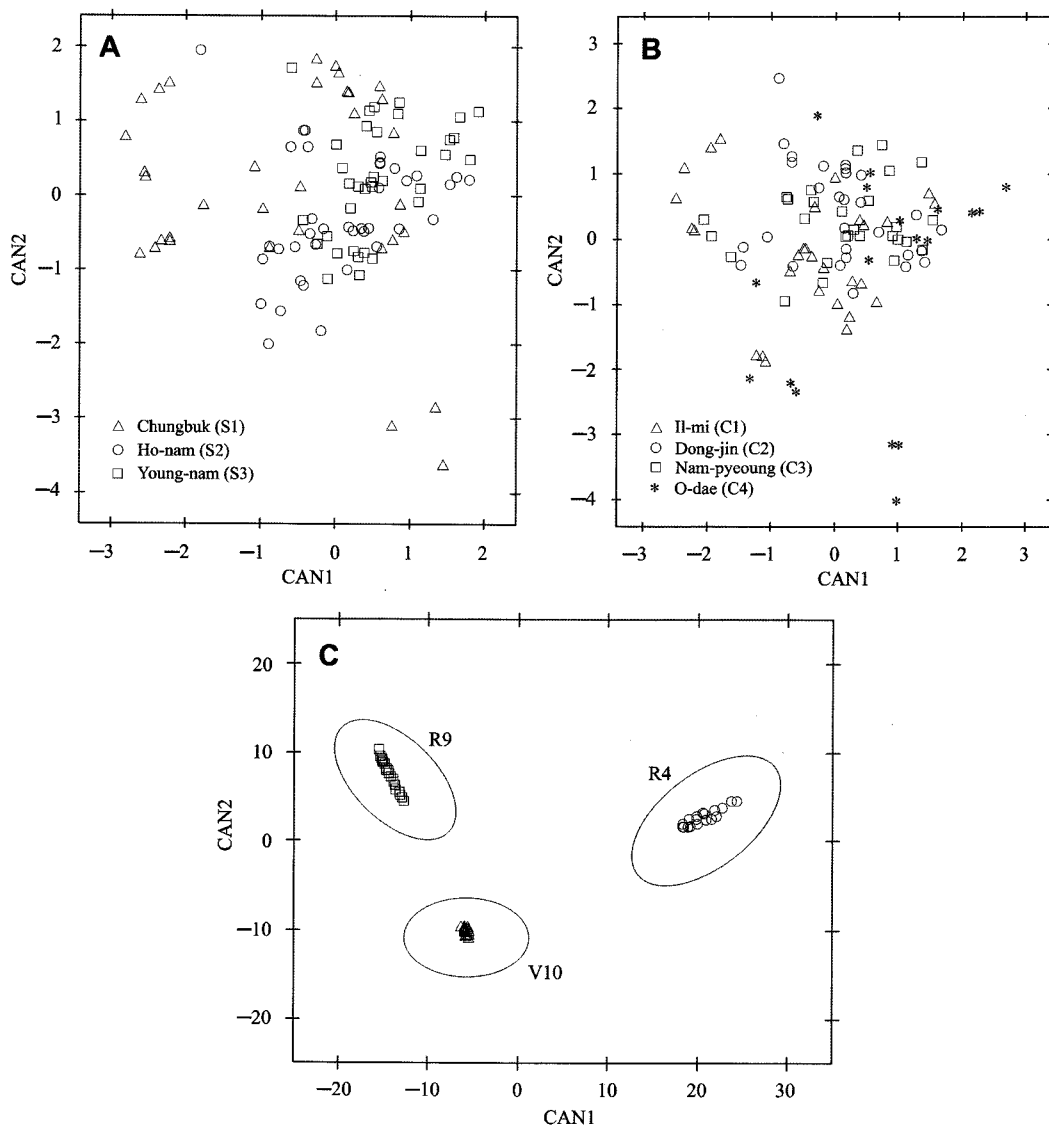 A
2
1
0
−1
−2
−3
−4
CAN2
△ Chungbuk (S1)
○ Ho-nam (S2)
□ Young-nam (S3)
−3 −2 −1 0 1 2
CAN1
B
3
2
1
0
−1
−2
−3
−4
CAN2
△ Il-mi (C1)
○ Dong-jin (C2)
□ Nam-pyeoung (C3)
* O-dae (C4)
−3 −2 −1 0 1 2 3
CAN1
C
20
10
0
−10
−20
CAN2
R9
R4
V10
−20 −10 0 10 20 30
CAN1